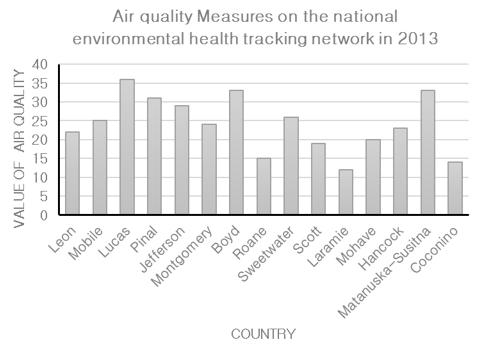 Air quality Measures on the national
environmental health tracking network in 2013
VALUE OF  AIR QUALITY
40
35
30
25
20
15
10
5
0
Leon
Mobile
Lucas
Pinal
Jefferson
Montgomery
Boyd
Roane
Sweetwater
Scott
Laramie
Mohave
Hancock
Matanuska-Susitna
Coconino
COUNTRY